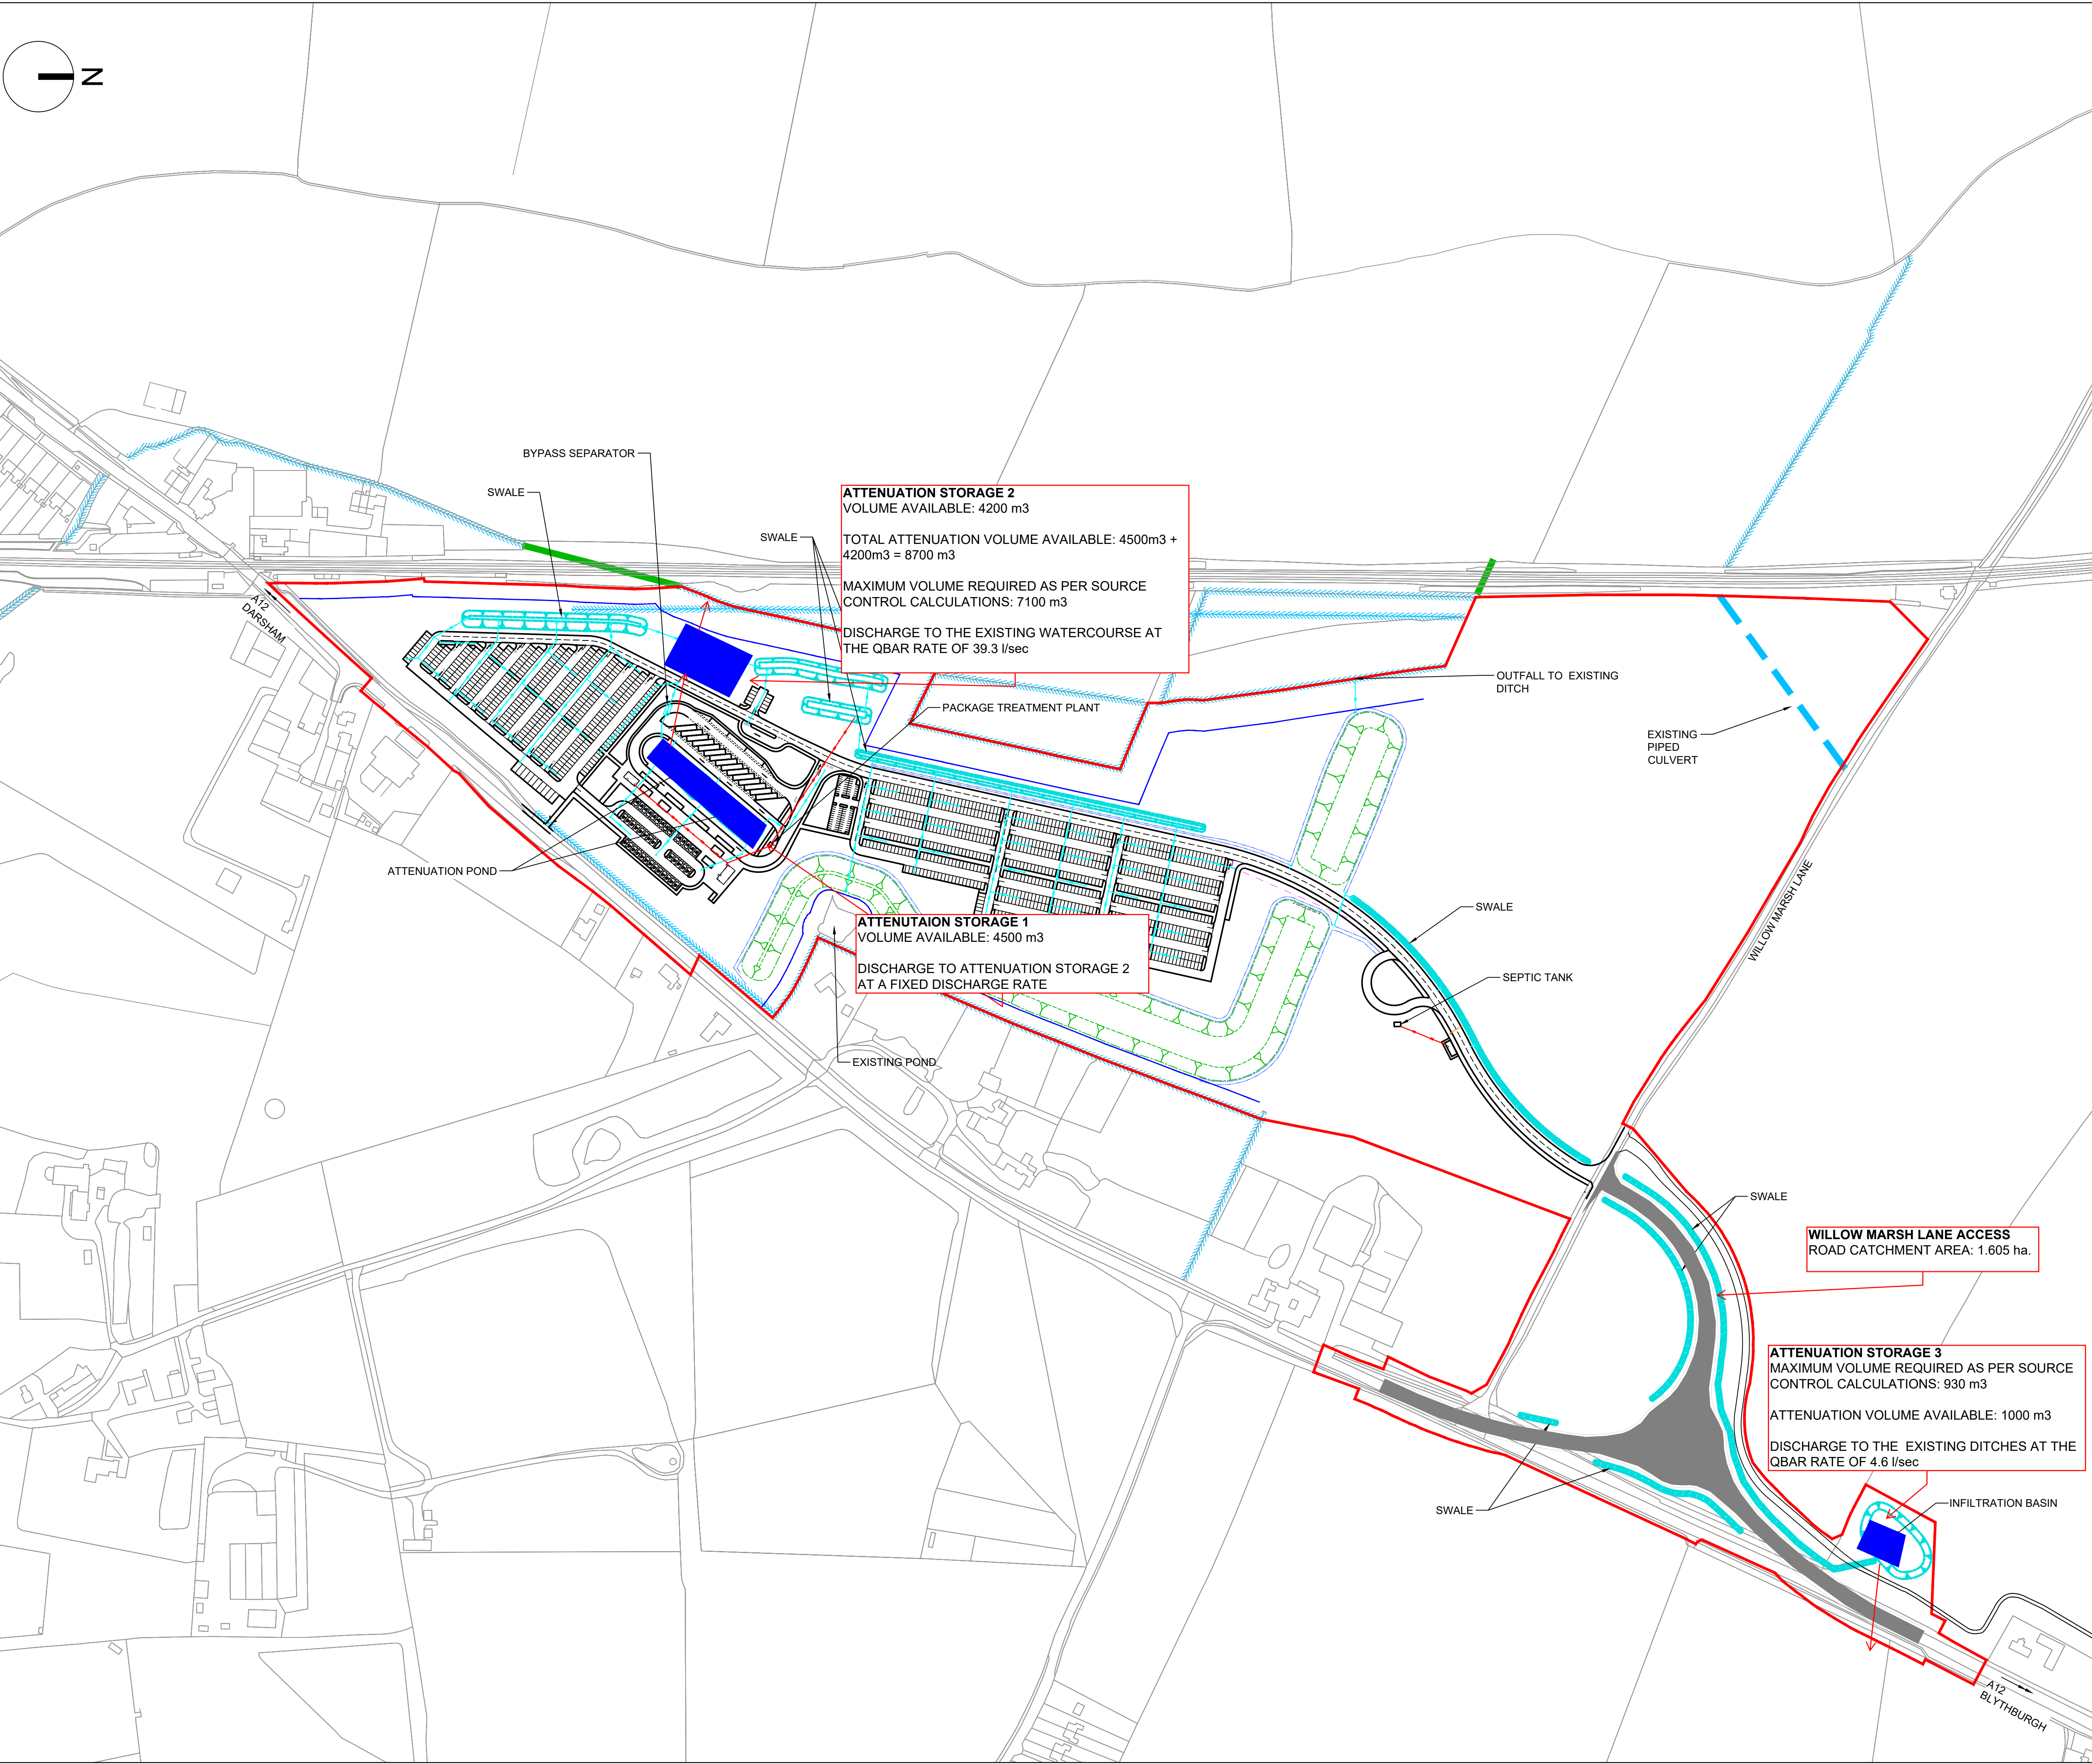 N
BYPASS SEPARATOR
SWALE
SWALE
ATTENUATION STORAGE 2
VOLUME AVAILABLE: 4200 m3
TOTAL ATTENUATION VOLUME AVAILABLE: 4500m3 +
4200m3 = 8700 m3
MAXIMUM VOLUME REQUIRED AS PER SOURCE
CONTROL CALCULATIONS: 7100 m3
DISCHARGE TO THE EXISTING WATERCOURSE AT
THE QBAR RATE OF 39.3 l/sec
A12
DARSHAM
PACKAGE TREATMENT PLANT
OUTFALL TO EXISTING
DITCH
EXISTING
PIPED
CULVERT
ATTENUATION POND
WILLOW MARSH LANE
ATTENUTAION STORAGE 1
VOLUME AVAILABLE: 4500 m3
DISCHARGE TO ATTENUATION STORAGE 2
AT A FIXED DISCHARGE RATE
SWALE
SEPTIC TANK
EXISTING POND
SWALE
WILLOW MARSH LANE ACCESS
ROAD CATCHMENT AREA: 1.605 ha.
ATTENUATION STORAGE 3
MAXIMUM VOLUME REQUIRED AS PER SOURCE
CONTROL CALCULATIONS: 930 m3
ATTENUATION VOLUME AVAILABLE: 1000 m3
DISCHARGE TO THE EXISTING DITCHES AT THE
QBAR RATE OF 4.6 l/sec
SWALE
INFILTRATION BASIN
A12
BLYTHBURGH